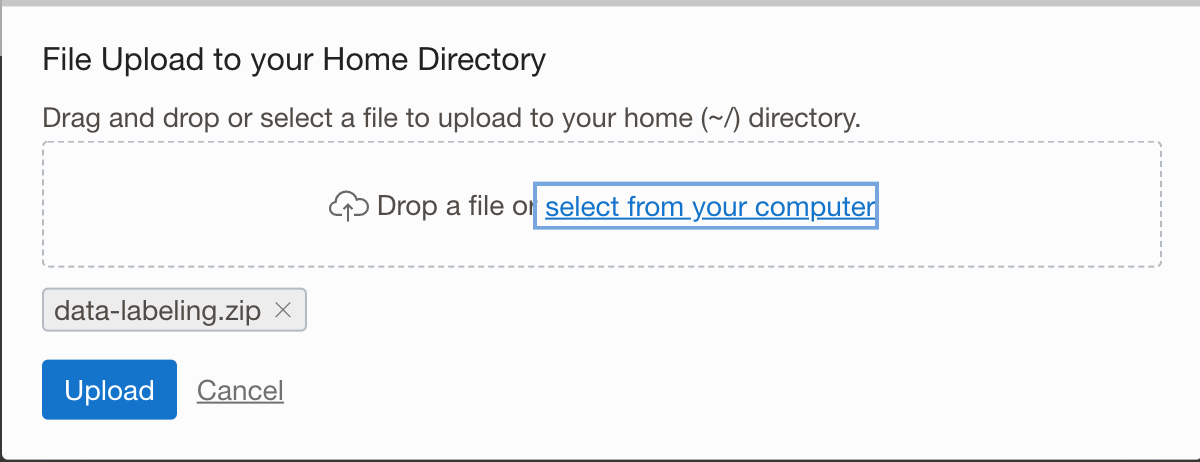 File Upload to your Home Directory
Drag and drop or select a file to upload to your home (~/) directory.
Drop a file or select from your computer
data-labeling.zip
Upload Cancel